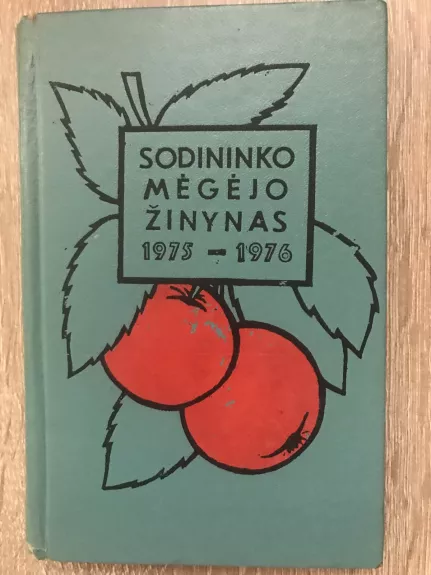 SODININKO
MĖGĖJO
ŽINYNAS
1975 – 1976